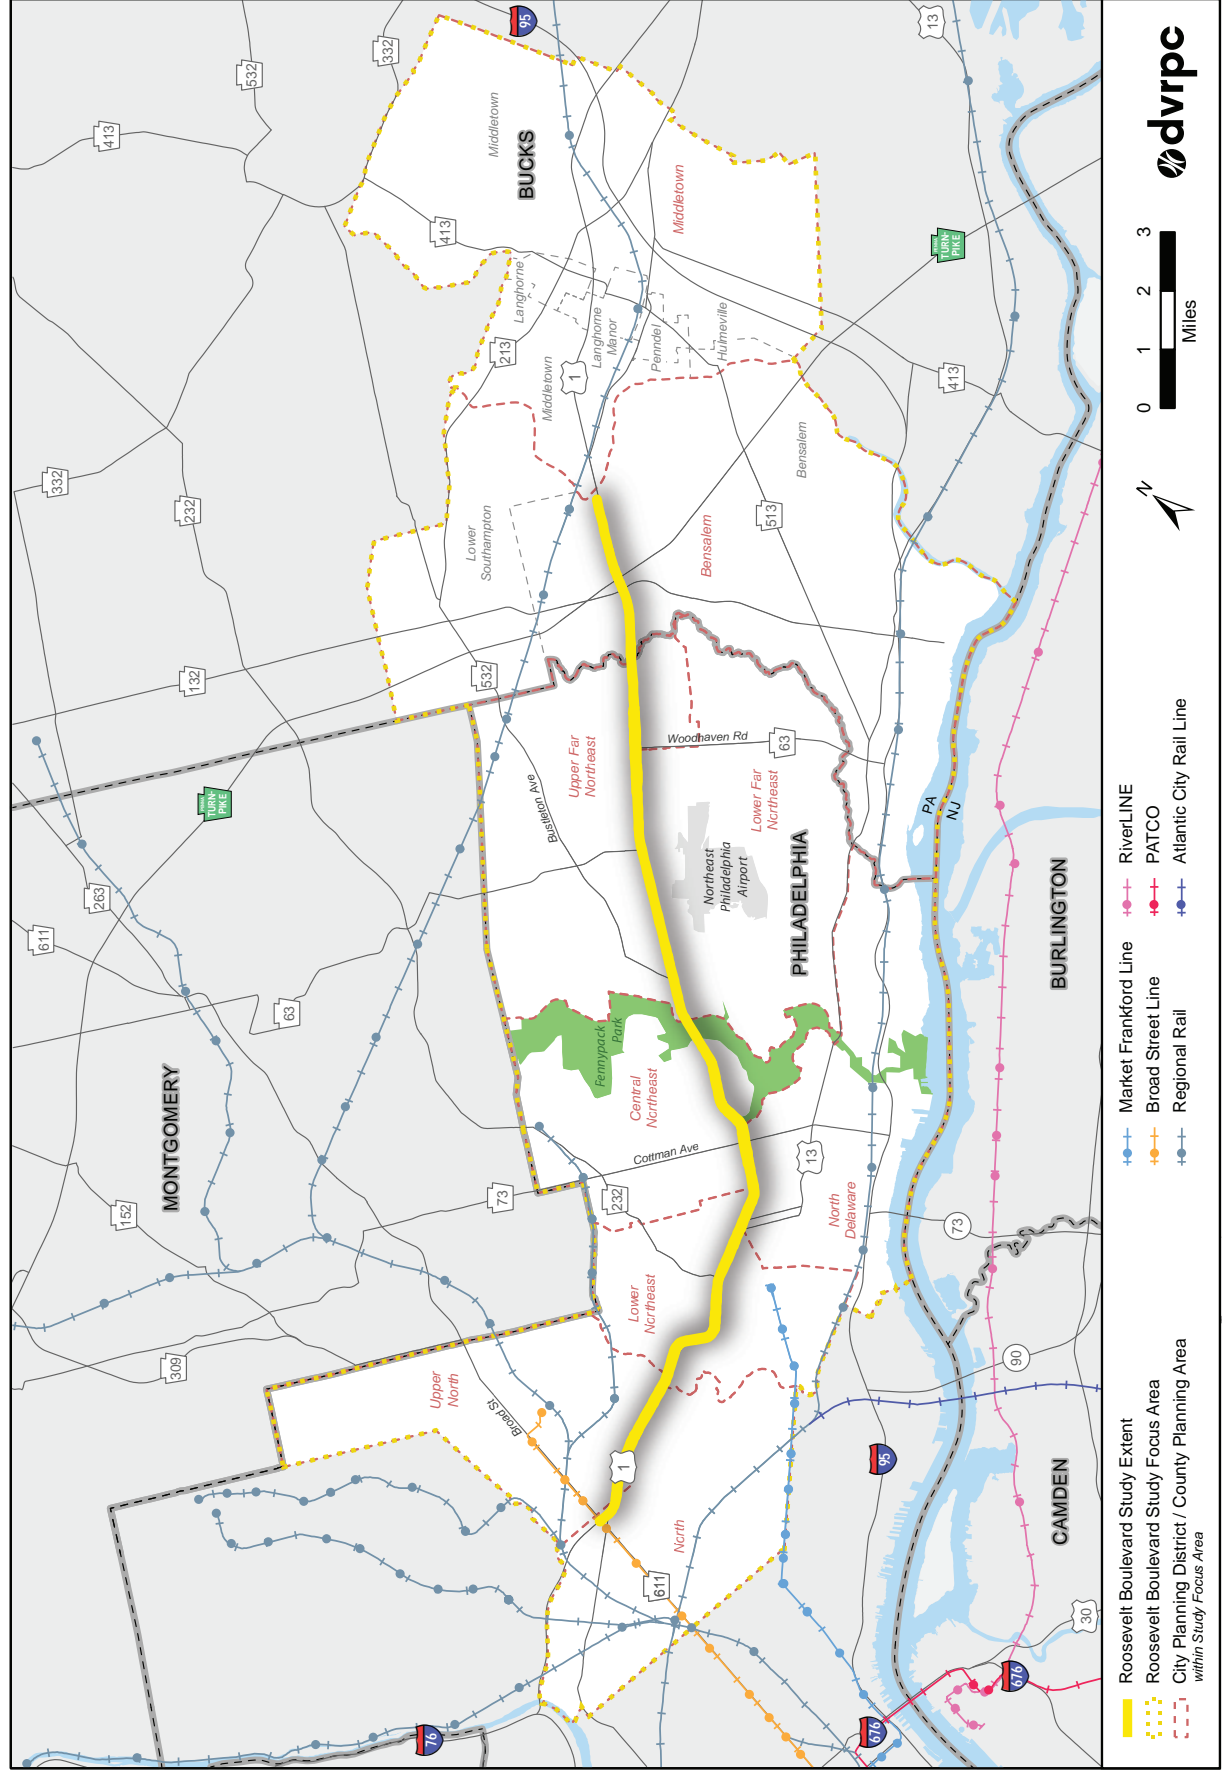 95
13
332
532
413
Middletown
BUCKS
Middletown
413
TURN-
PIKE
Langhorne
213
Langhorne
Manor
Penndel
Hulmeville
Middletown
1
413
332
232
Lower
Southampton
Bensalem
Bensalem
513
132
532
Upper Far
Northeast
Woodhaven Rd
63
Bustleton Ave
Lower Far
Northeast
PA
NJ
TURN-
PIKE
263
611
63
Northeast
Philadelphia
Airport
PHILADELPHIA
BURLINGTON
Pennypack
Park
Central
Northeast
Cottman Ave
13
MONTGOMERY
152
73
232
North
Delaware
73
309
Lower
Northeast
90
Upper
North
Broad St
1
95
CAMDEN
North
611
30
676
676
76
dvrpc
0 1 2 3
Miles
N
Roosevelt Boulevard Study Extent
Roosevelt Boulevard Study Focus Area
City Planning District / County Planning Area
within Study Focus Area
Market Frankford Line
Broad Street Line
Regional Rail
RiverLINE
PATCO
Atlantic City Rail Line